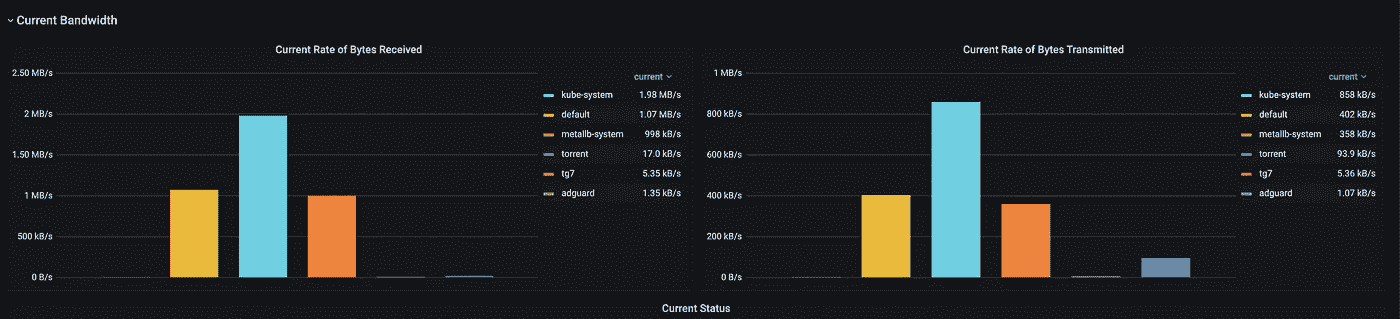 Current Bandwidth
Current Rate of Bytes Received
2.50 MB/s
2 MB/s
1.50 MB/s
1 MB/s
500 kB/s
0 B/s
current
kube-system 1.98 MB/s
default 1.07 MB/s
metallb-system 998 kB/s
torrent 17.0 kB/s
tg7 5.35 kB/s
adguard 1.35 kB/s
Current Rate of Bytes Transmitted
1 MB/s
800 kB/s
600 kB/s
400 kB/s
200 kB/s
0 B/s
current
kube-system 858 kB/s
default 402 kB/s
metallb-system 358 kB/s
torrent 93.9 kB/s
tg7 5.36 kB/s
adguard 1.07 kB/s
Current Status